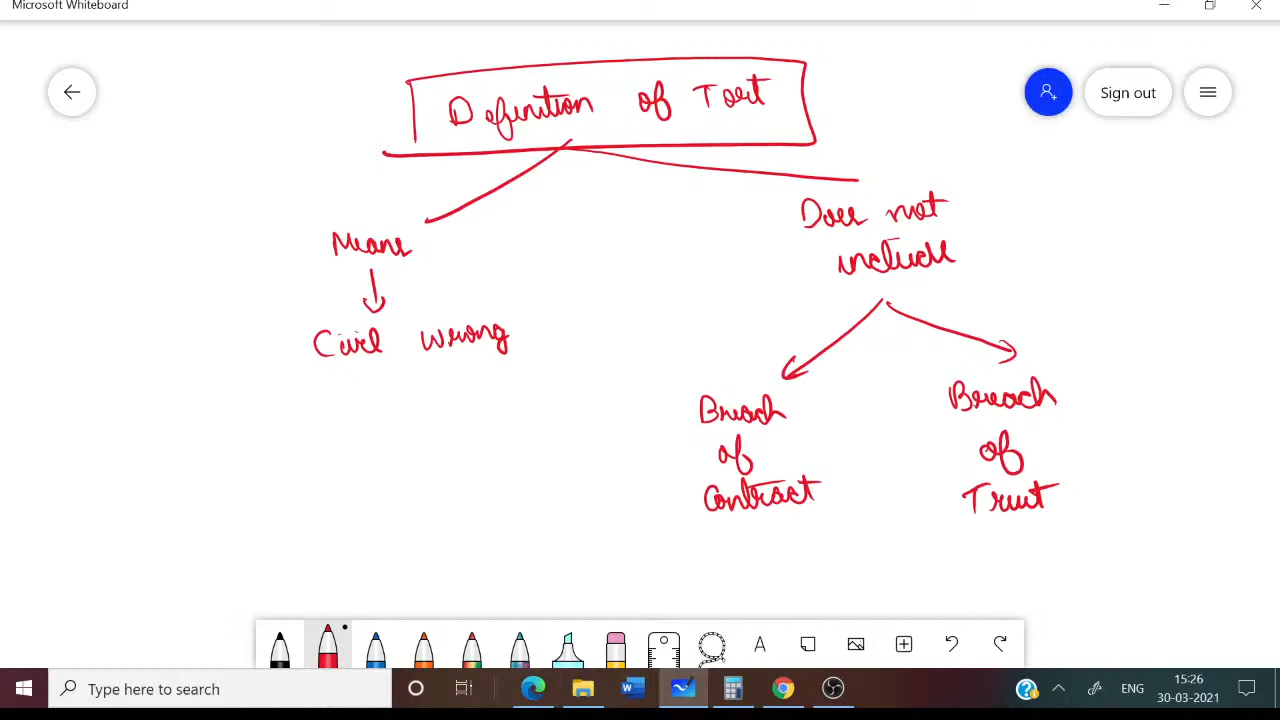 Microsoft Whiteboard
Definition of Tort
Sign out
Means
Does not
include
Civil Wrong
Breach
of
Contract
Breach
of
Trust
A
Type here to search
W
ENG
15:26
30-03-2021